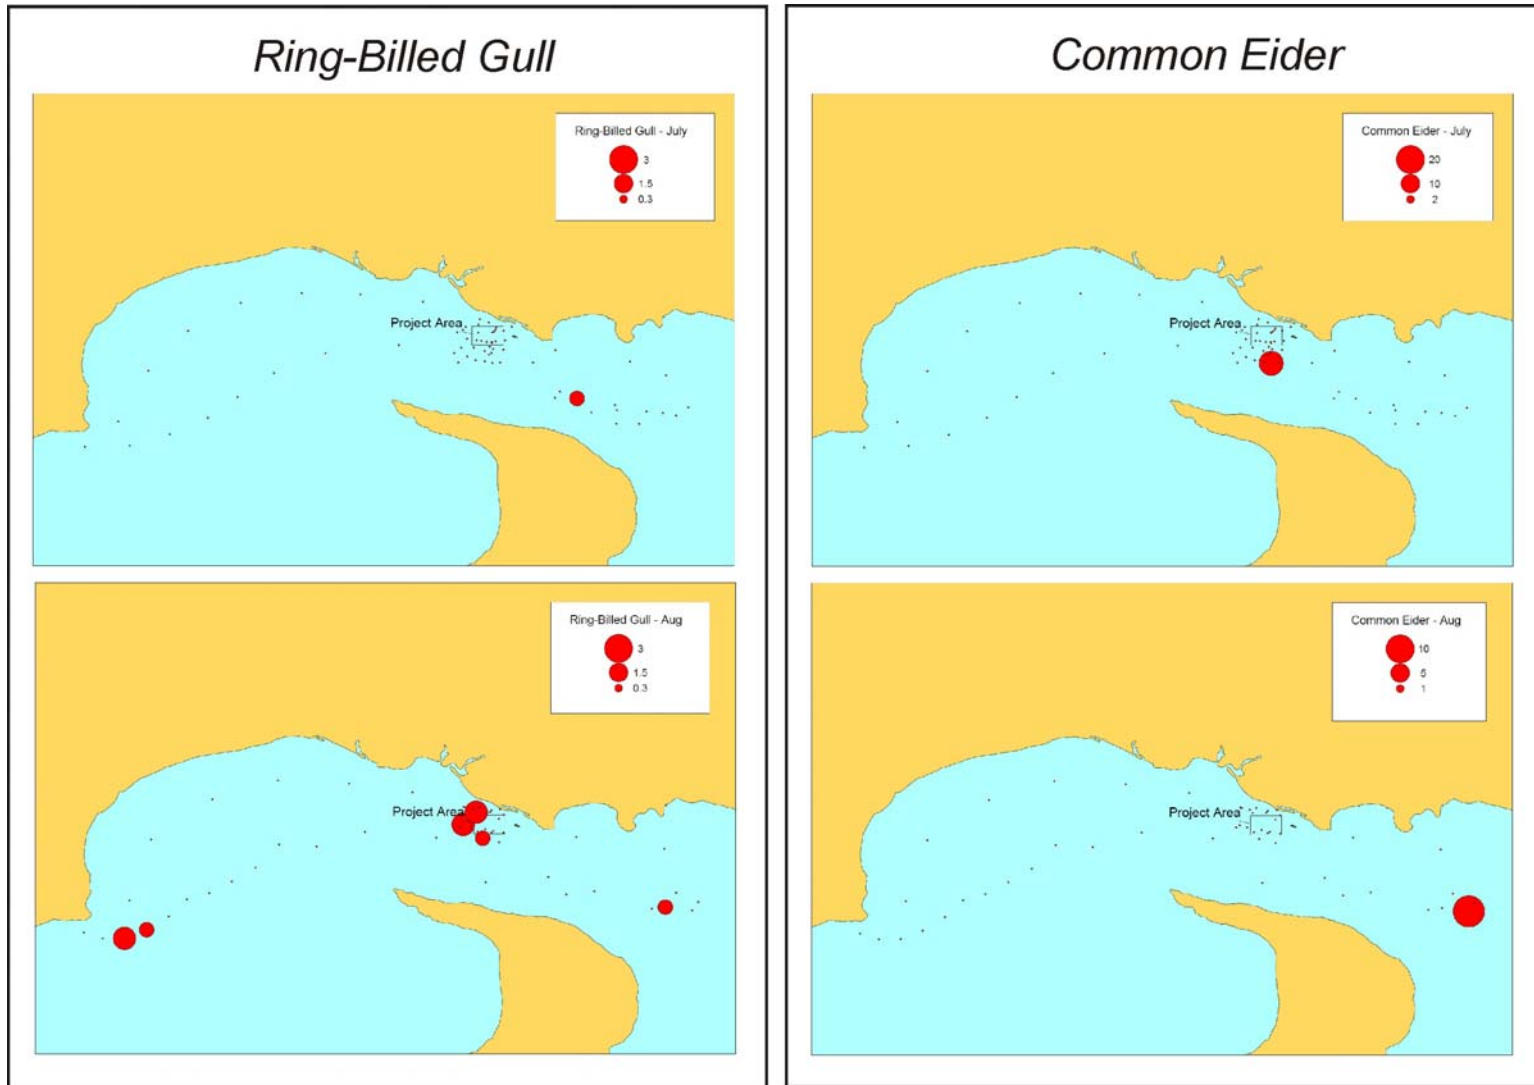 Ring-Billed Gull
Ring-Billed Gull - July
3
1.5
0.3
Project Area
Ring-Billed Gull - Aug
3
1.5
0.3
Project Area
Common Eider
Common Eider - July
20
10
2
Project Area
Common Eider - Aug
10
5
1
Project Area